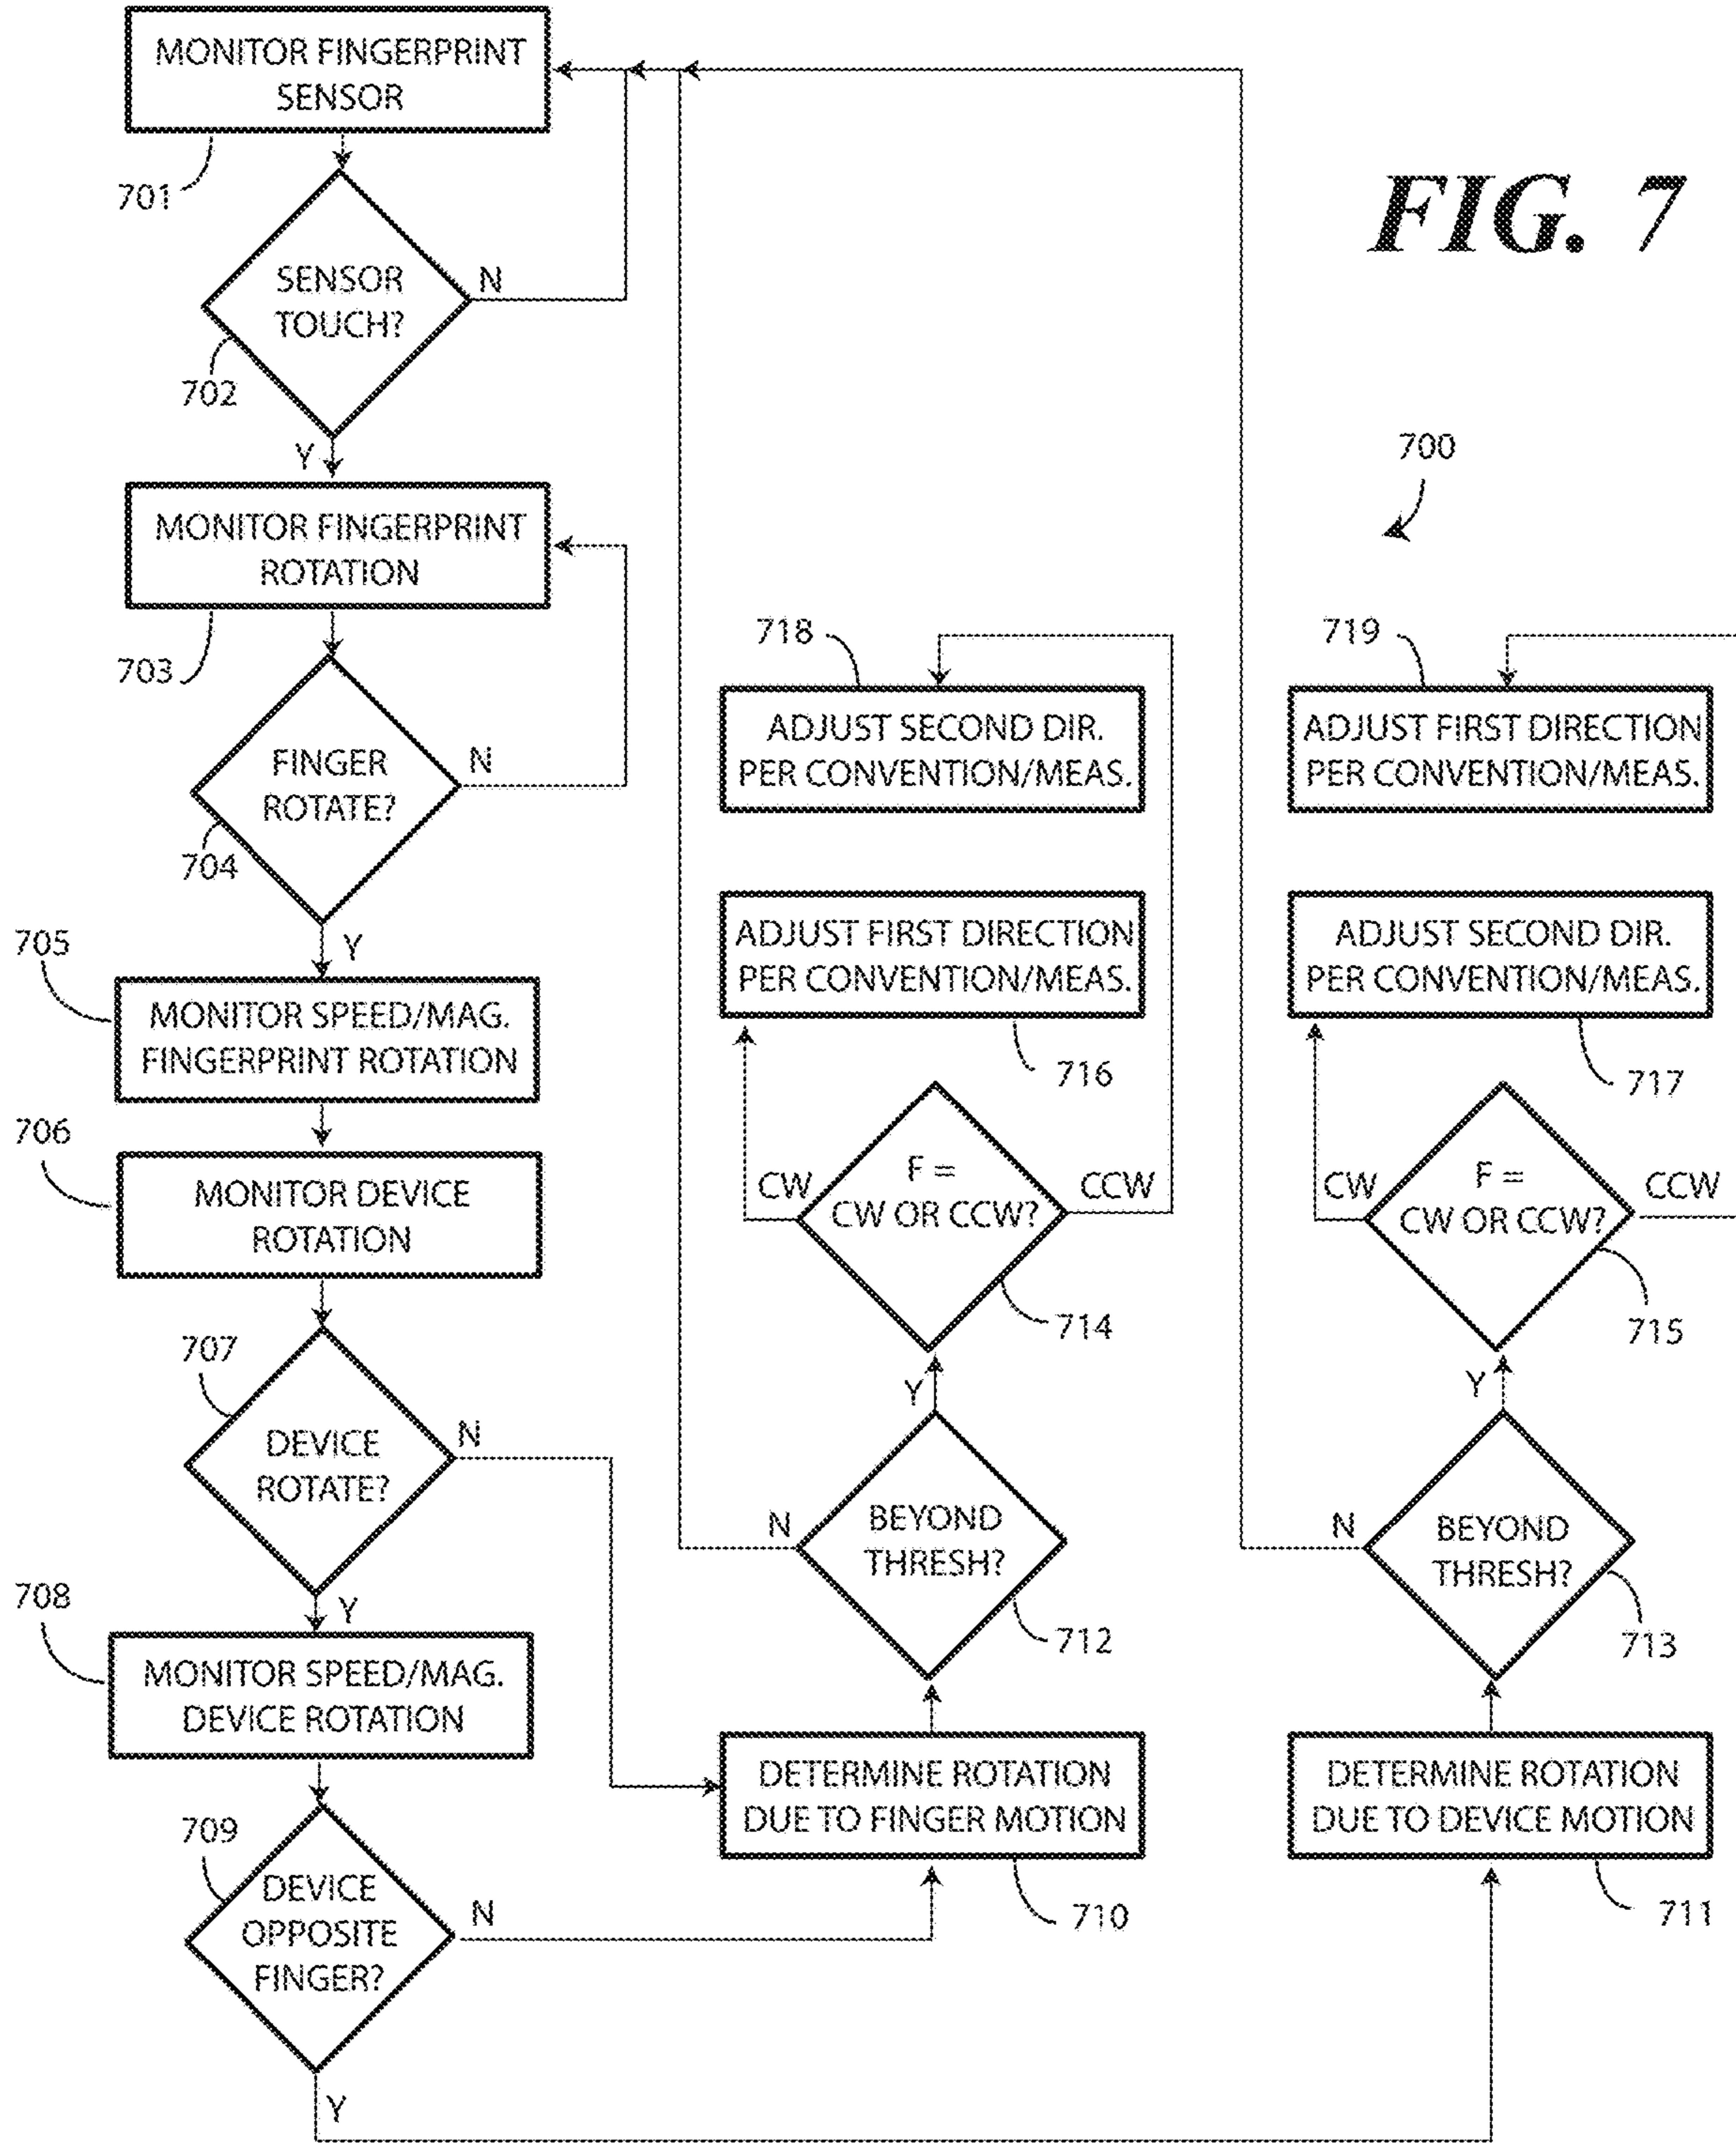 MONITOR FINGERPRINT
SENSOR
701
SENSOR
TOUCH?
N
702
Y
MONITOR FINGERPRINT
ROTATION
703
FINGER
ROTATE?
N
704
Y
705
MONITOR SPEED/MAG.
FINGERPRINT ROTATION
706
MONITOR DEVICE
ROTATION
707
DEVICE
ROTATE?
N
Y
708
MONITOR SPEED/MAG.
DEVICE ROTATION
709
DEVICE
OPPOSITE
FINGER?
N
Y
718
ADJUST SECOND DIR.
PER CONVENTION/MEAS.
ADJUST FIRST DIRECTION
PER CONVENTION/MEAS.
716
CW
F =
CW OR CCW?
CCW
714
Y
N
BEYOND
THRESH?
712
DETERMINE ROTATION
DUE TO FINGER MOTION
710
FIG. 7
700
719
ADJUST FIRST DIRECTION
PER CONVENTION/MEAS.
ADJUST SECOND DIR.
PER CONVENTION/MEAS.
717
CW
F =
CW OR CCW?
CCW
715
Y
N
BEYOND
THRESH?
713
DETERMINE ROTATION
DUE TO DEVICE MOTION
711